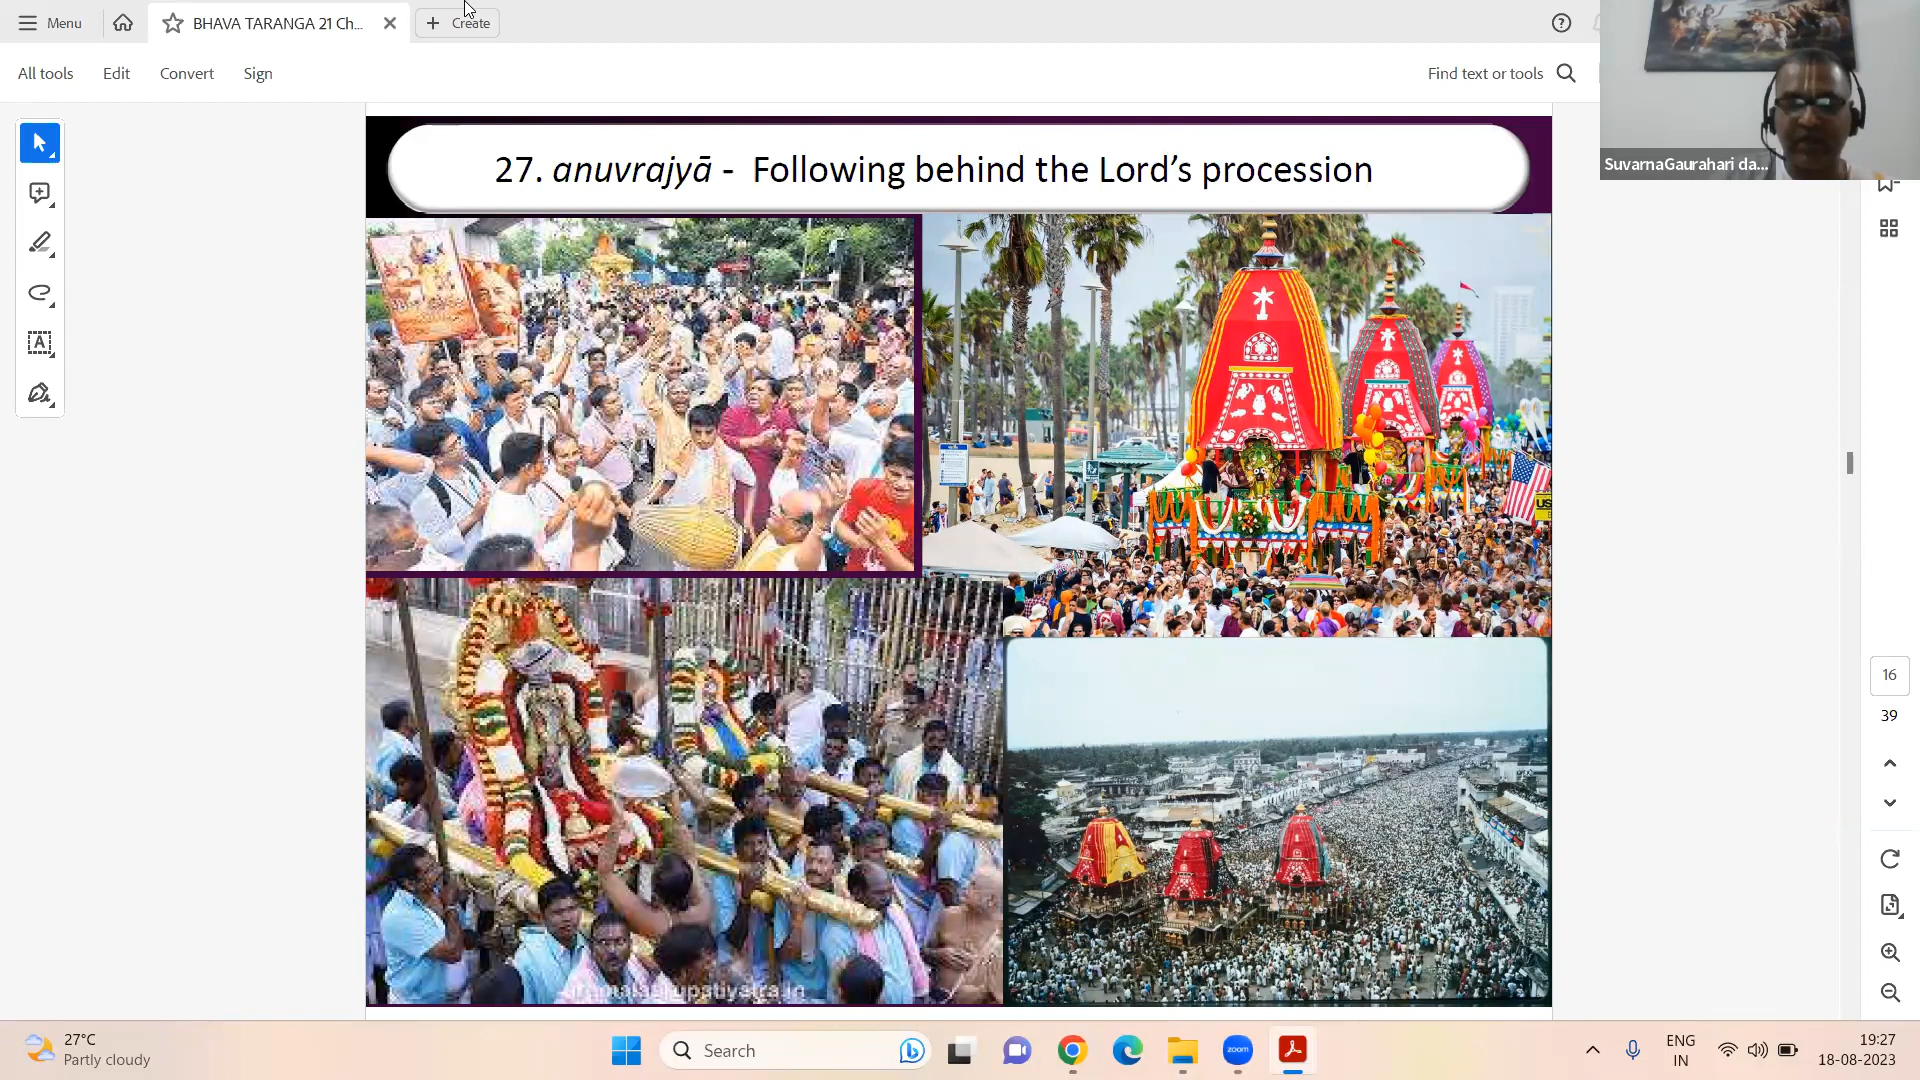 Menu
BHAVA TARANGA 21 Ch...
Create
All tools
Edit
Convert
Sign
Find text or tools
SuvarnaGaurahari da...
27. anuvrajyā - Following behind the Lord's procession
16
39
27°C
Partly cloudy
Search
zoom
ENG
IN
19:27
18-08-2023